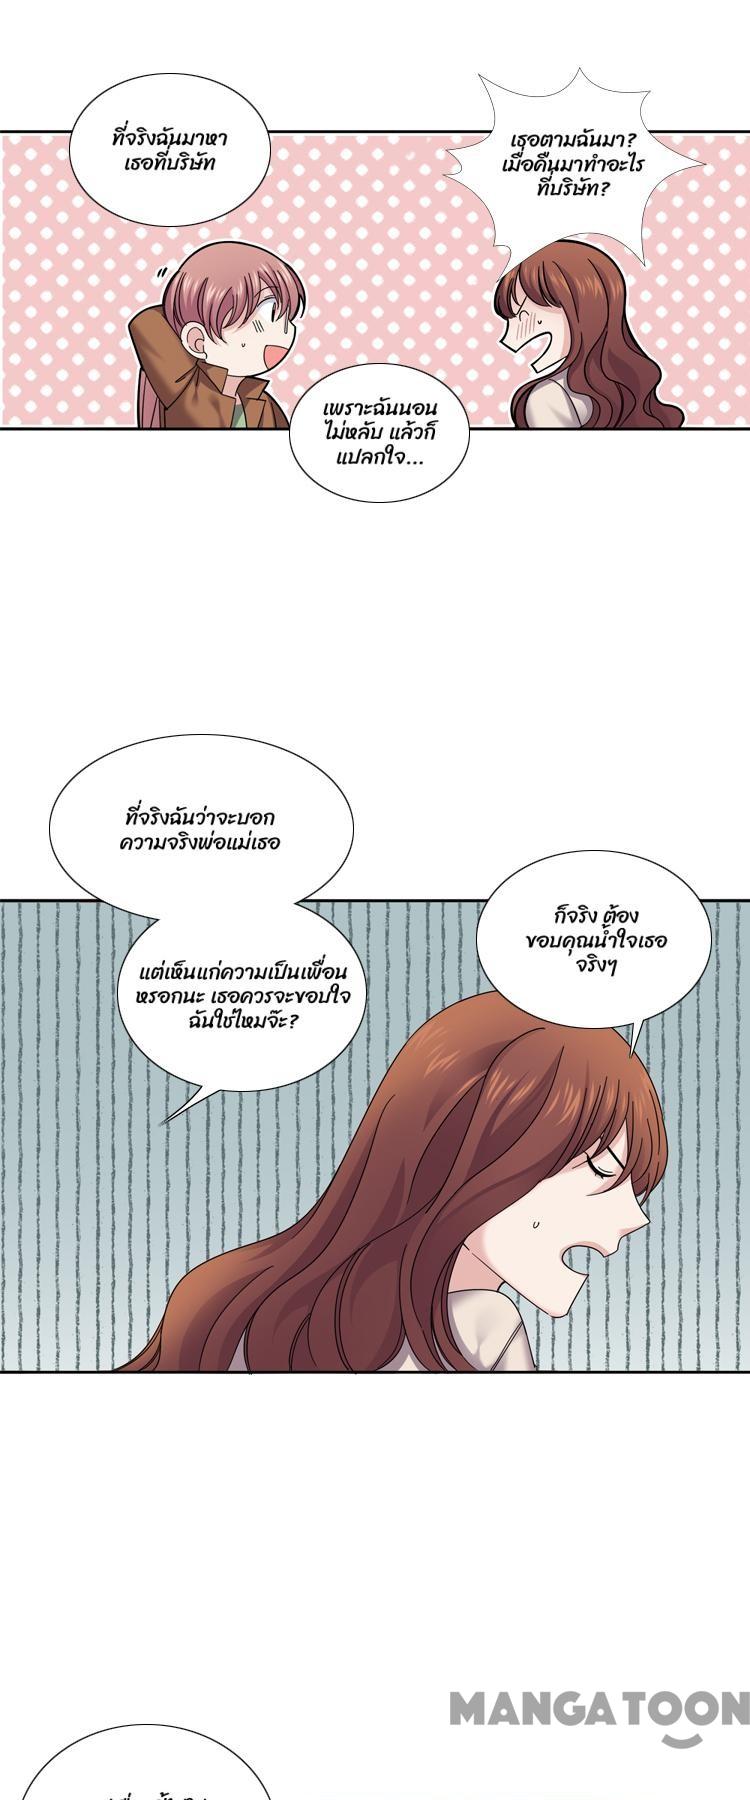 ที่จริงฉันมาหา
เธอที่บริษัท
เธอตามฉันมา?
เมื่อคืนมาทำอะไร
ที่บริษัท?
เพราะฉันนอน
ไม่หลับ แล้วก็
แปลกใจ...
ที่จริงฉันว่าจะบอก
ความจริงพ่อแม่เธอ
ก็จริง ต้อง
ขอบคุณน้ำใจเธอ
จริงๆ
แต่เห็นแก่ความเป็นเพื่อน
หรอกนะ เธอควรจะขอบใจ
ฉันใช่ไหมจ๊ะ?
MANGATOON